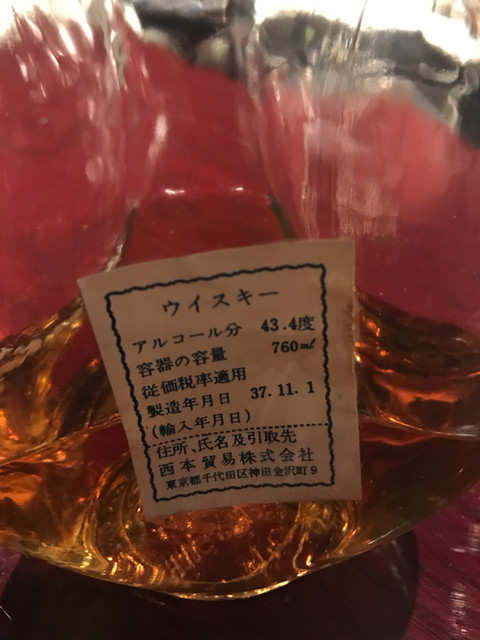 ウイスキー
アルコール分 43.4度
容器の容量 760ml
従価税率適用
製造年月日 37.11.1
(輸入年月日)
住所、氏名及引取先
西本貿易株式会社
東京都千代田区神田金沢町9